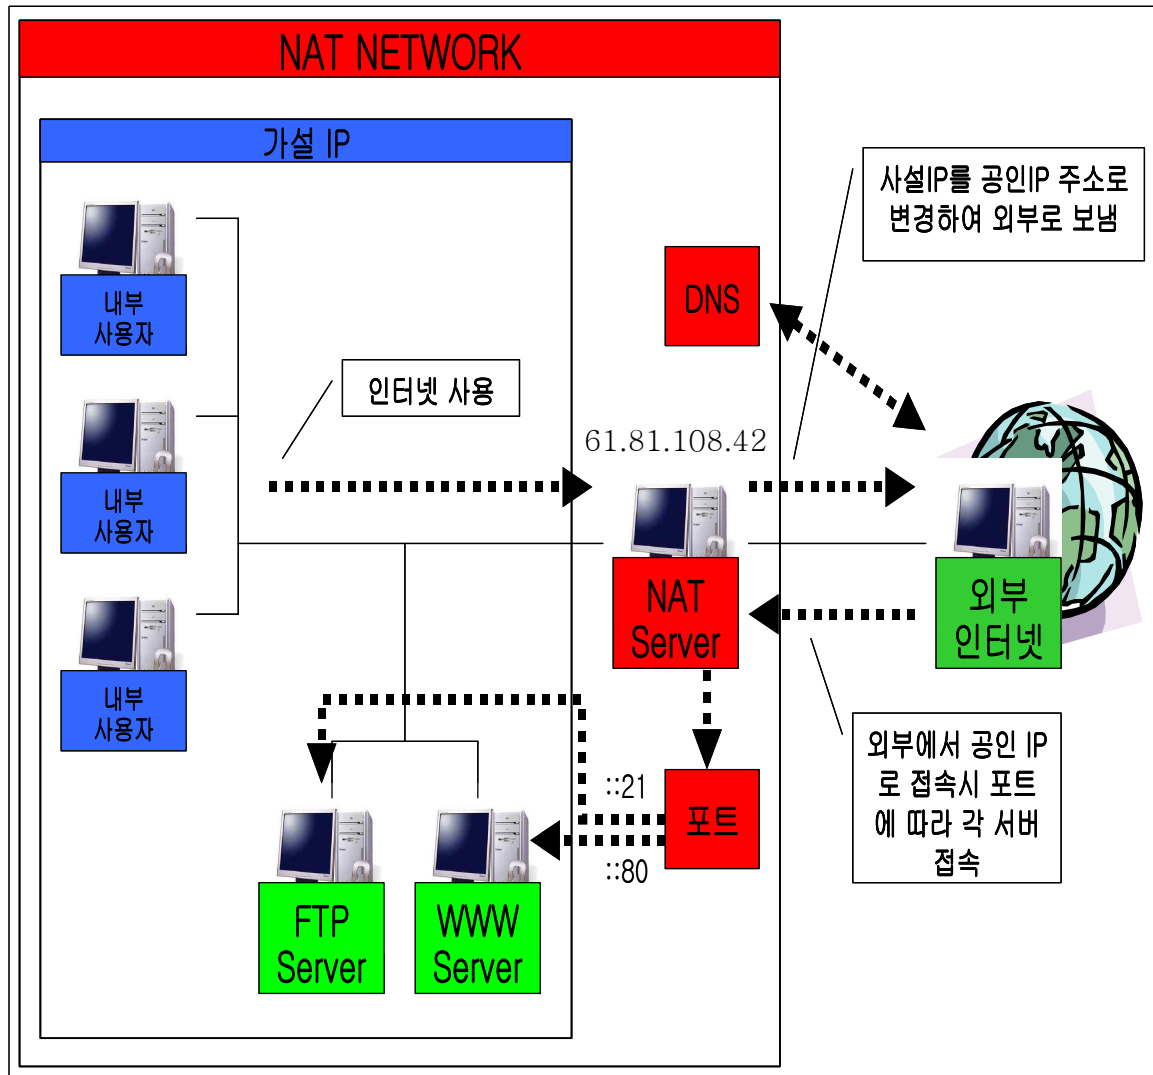 NAT NETWORK
가설 IP
사설IP를 공인IP 주소로
변경하여 외부로 보냄
내부
사용자
DNS
인터넷 사용
61.81.108.42
내부
사용자
NAT
Server
외부
인터넷
내부
사용자
외부에서 공인 IP
로 접속시 포트
에 따라 각 서버
접속
::21
포트
::80
FTP
Server
WWW
Server